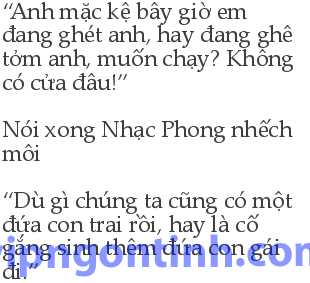 “Anh mặc kệ bây giờ em
đang ghét anh, hay đang ghê
tởm anh, muốn chạy? Không
có cửa đâu!”
Nói xong Nhạc Phong nhếch
môi
“Dù gì chúng ta cũng có một
đứa con trai rồi, hay là cố
gắng sinh thêm đứa con gái
đi.”
vipngontinh.com